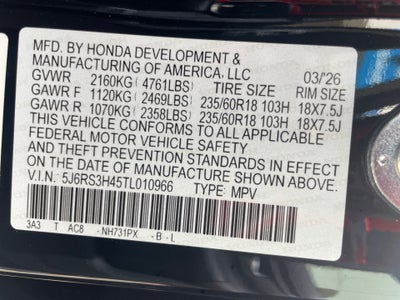 MFD. BY HONDA DEVELOPMENT &
MANUFACTURING OF AMERICA, LLC 03/26
GVWR 2160KG (4761LBS) TIRE SIZE RIM SIZE
GAWR F 1120KG (2469LBS) 235/60R18 103H 18X7.5J
GAWR R 1070KG (2358LBS) 235/60R18 103H 18X7.5J
THIS VEHICLE CONFORMS TO ALL APPLICABLE
FEDERAL MOTOR VEHICLE SAFETY
AND THEFT PREVENTION STANDARDS IN EFFECT
ON THE DATE OF MANUFACTURE SHOWN ABOVE.
V.I.N.: 5J6RS3H45TL010966 TYPE: MPV
3A3 T AC8 - NH731PX - B - L